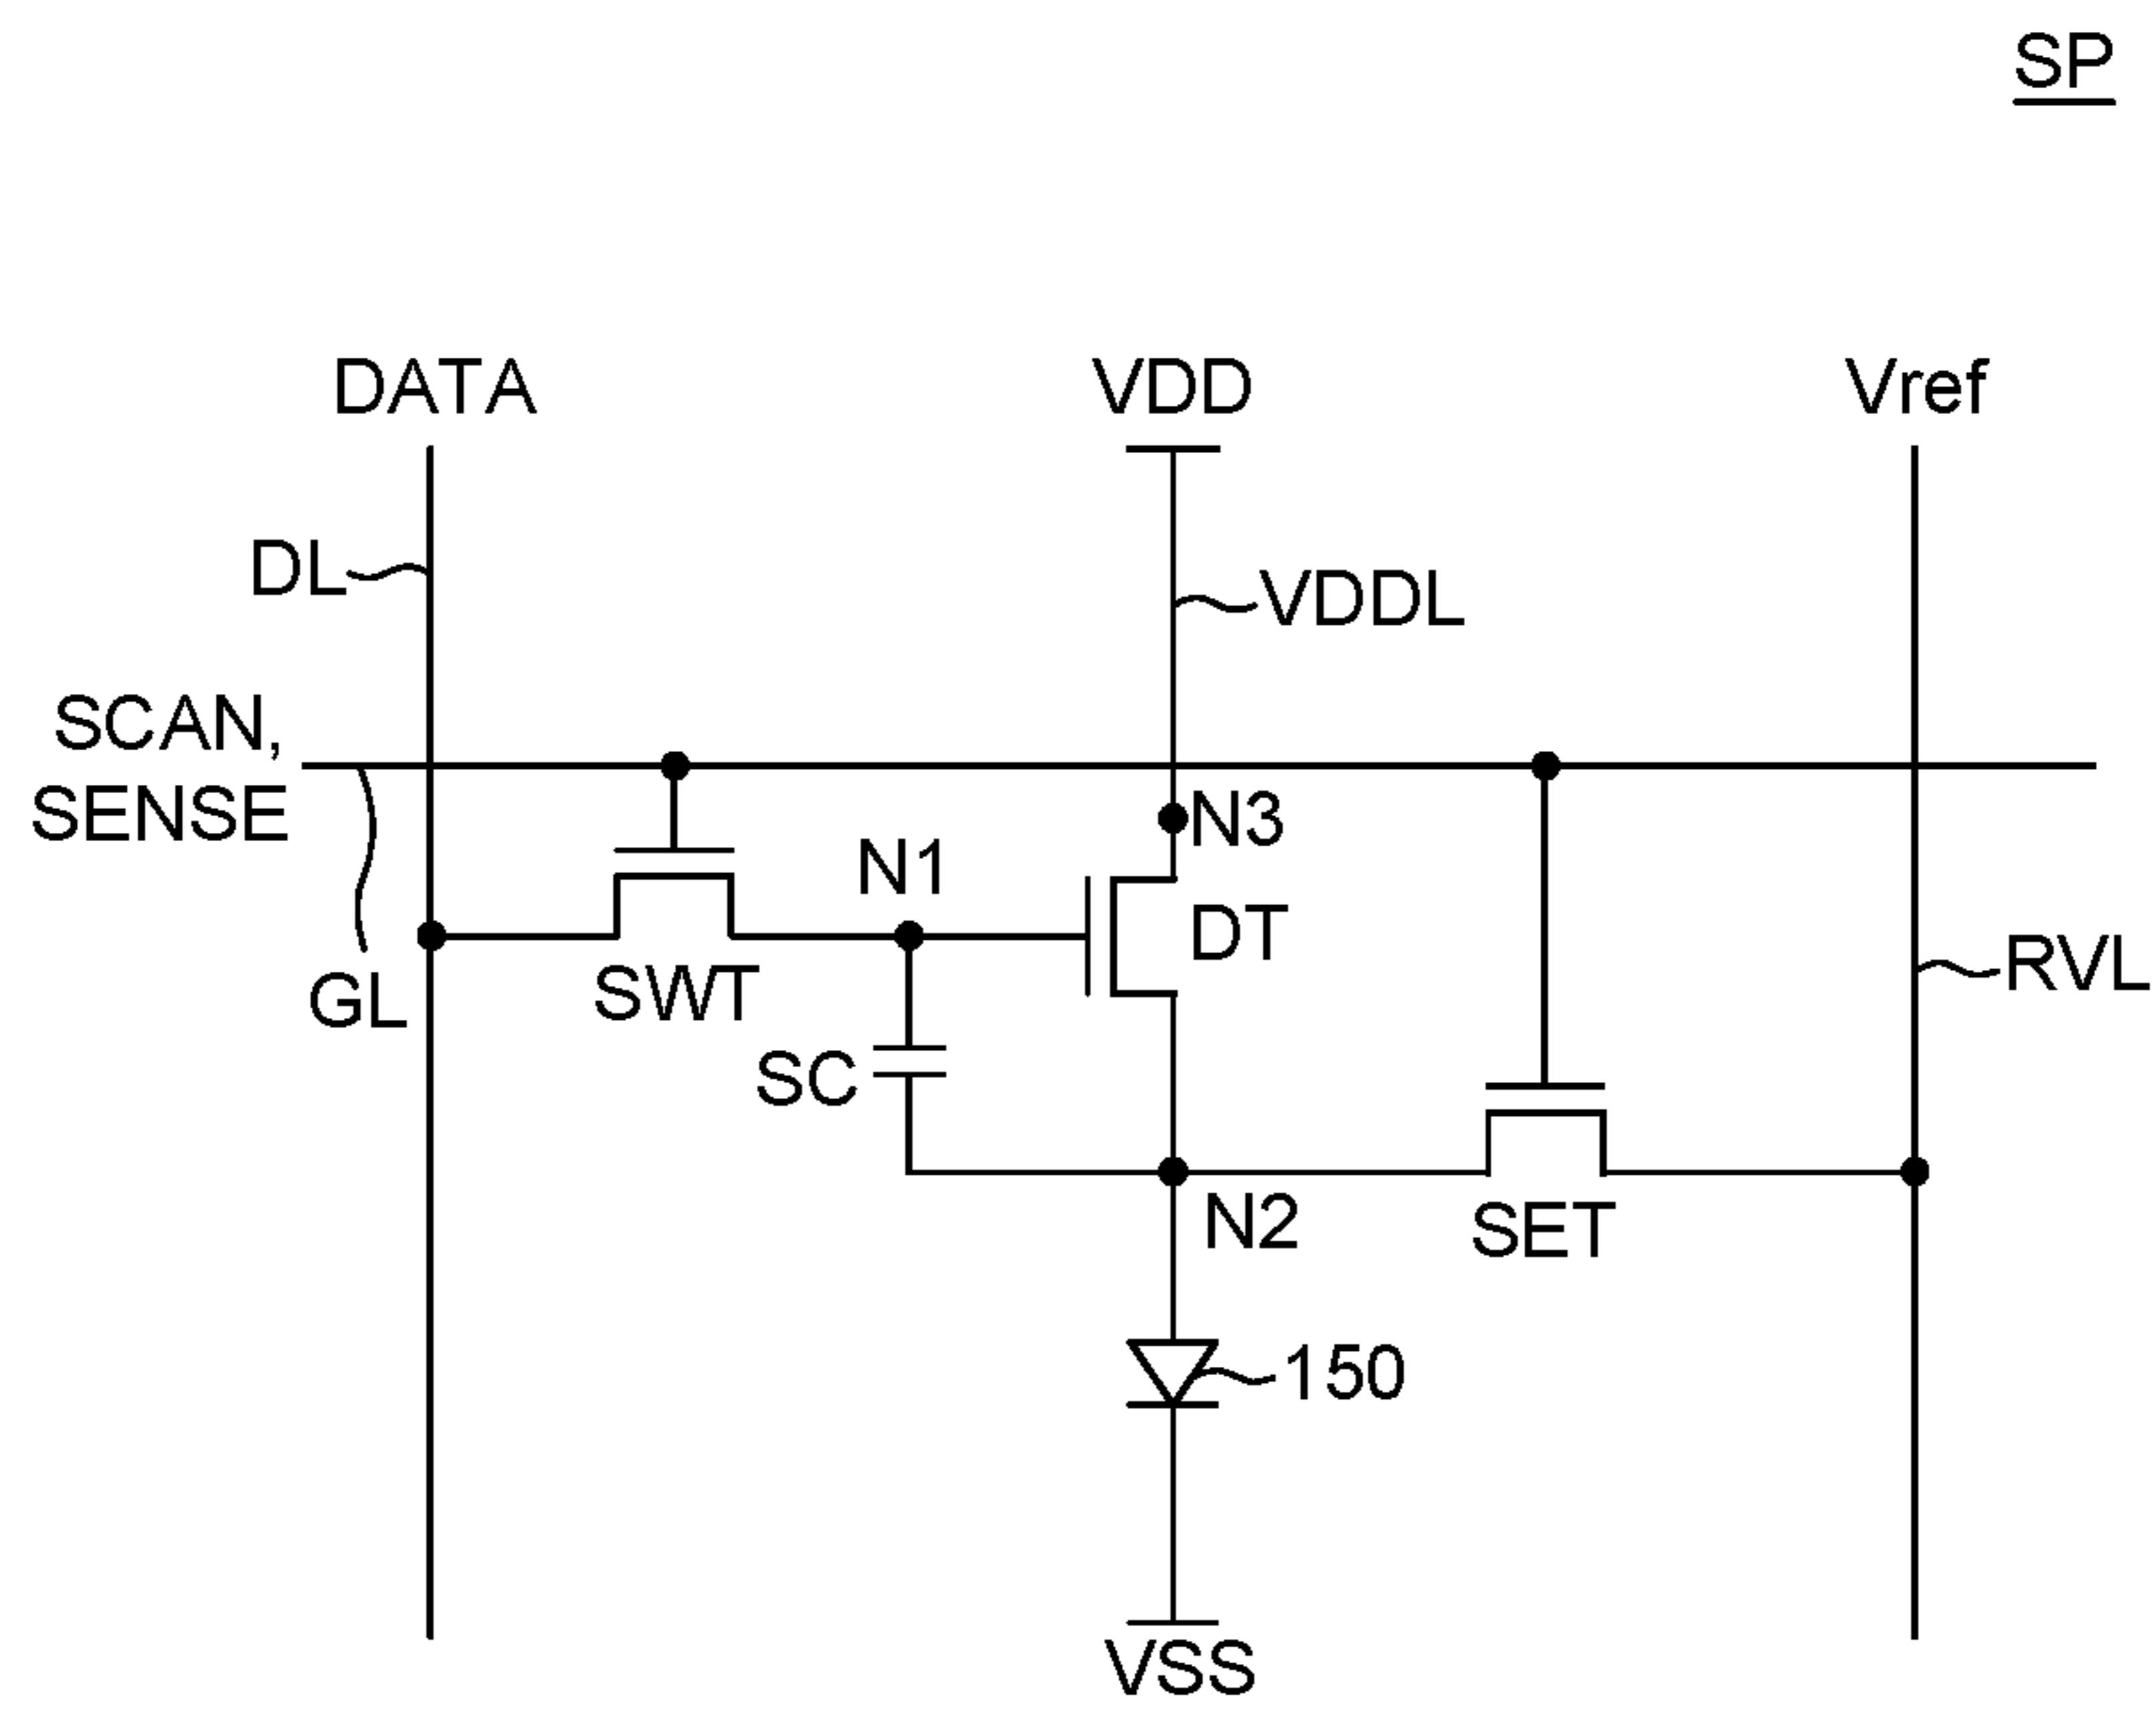 SP
DATA
VDD
Vref
DL
VDDL
SCAN,
SENSE
N3
N1
DT
GL
SWT
RVL
SC
N2
SET
150
VSS